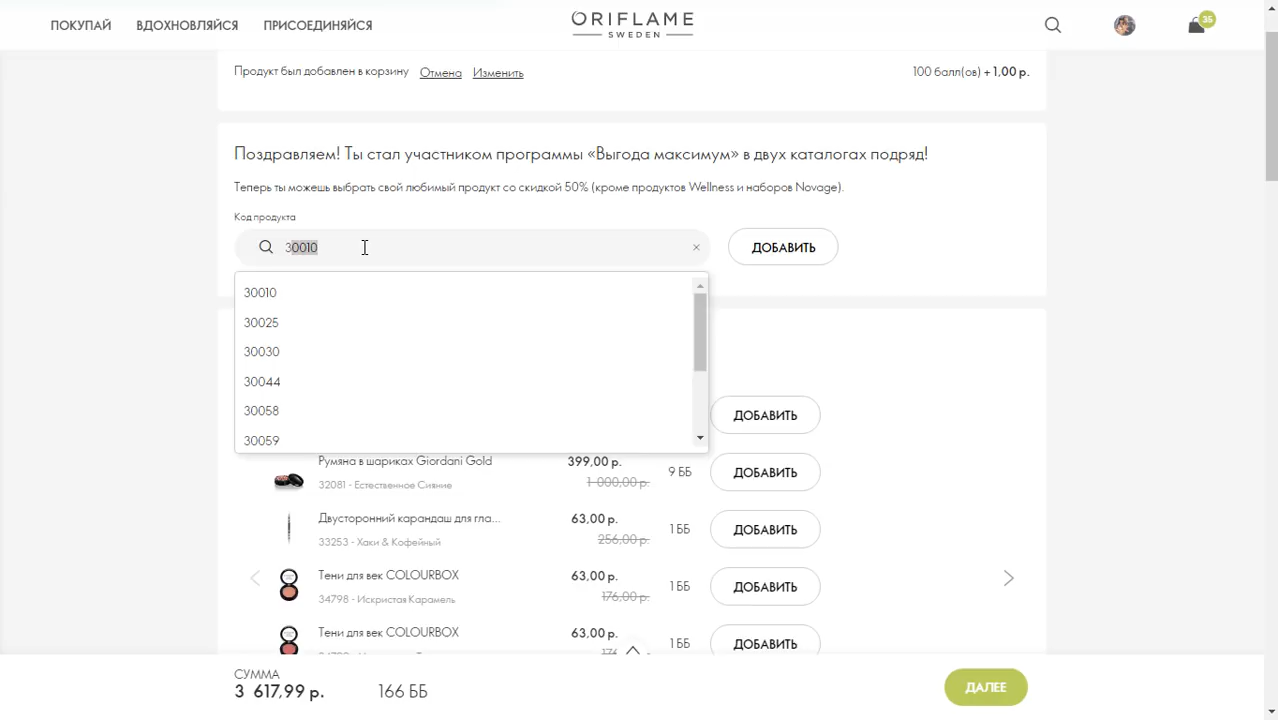 ПОКУПАЙ ВДОХНОВЛЯЙСЯ ПРИСОЕДИНЯЙСЯ
ORIFLAME
SWEDEN
35
Продукт был добавлен в корзину Отмена Изменить 100 балл(ов) + 1,00 р.
Поздравляем! Ты стал участником программы «Выгода максимум» в двух каталогах подряд!
Теперь ты можешь выбрать свой любимый продукт со скидкой 50% (кроме продуктов Wellness и наборов Novage).
Код продукта
30010 × ДОБАВИТЬ
30010
30025
30030
30044
30058
30059
ДОБАВИТЬ
Румяна в шариках Giordani Gold 399,00 р. 9 ББ ДОБАВИТЬ
32081 - Естественное Сияние 1 000,00 р.
Двусторонний карандаш для гла... 63,00 р. 1 ББ ДОБАВИТЬ
33253 - Хаки & Кофейный 256,00 р.
Тени для век COLOURBOX 63,00 р. 1 ББ ДОБАВИТЬ
34798 - Искристая Карамель 176,00 р.
Тени для век COLOURBOX 63,00 р. 1 ББ ДОБАВИТЬ
СУММА
3 617,99 р. 166 ББ ДАЛЕЕ